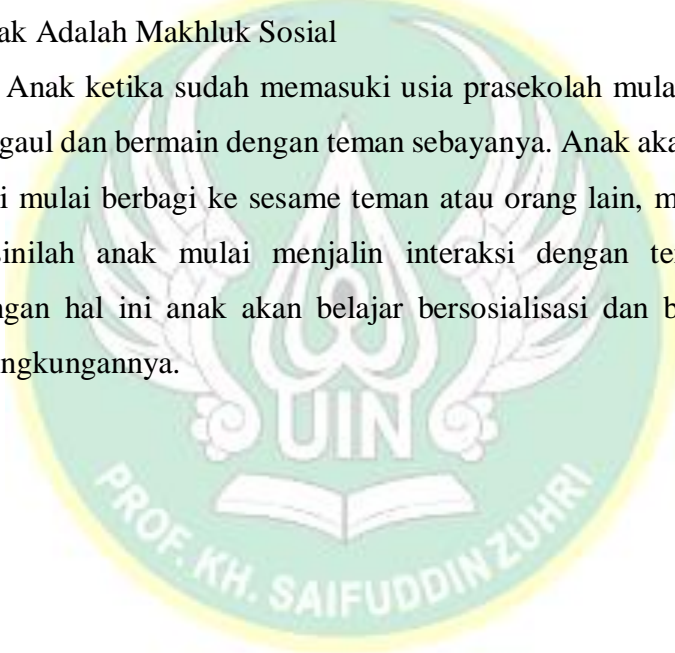 ak Adalah Makhluk Sosial
Anak ketika sudah memasuki usia prasekolah mula
gaul dan bermain dengan teman sebayanya. Anak aka
i mulai berbagi ke sesame teman atau orang lain, m
inilah anak mulai menjalin interaksi dengan te
ngan hal ini anak akan belajar bersosialisasi dan b
ngkungannya.
UIN
PROF. KH. SAIFUDDIN ZUHRI